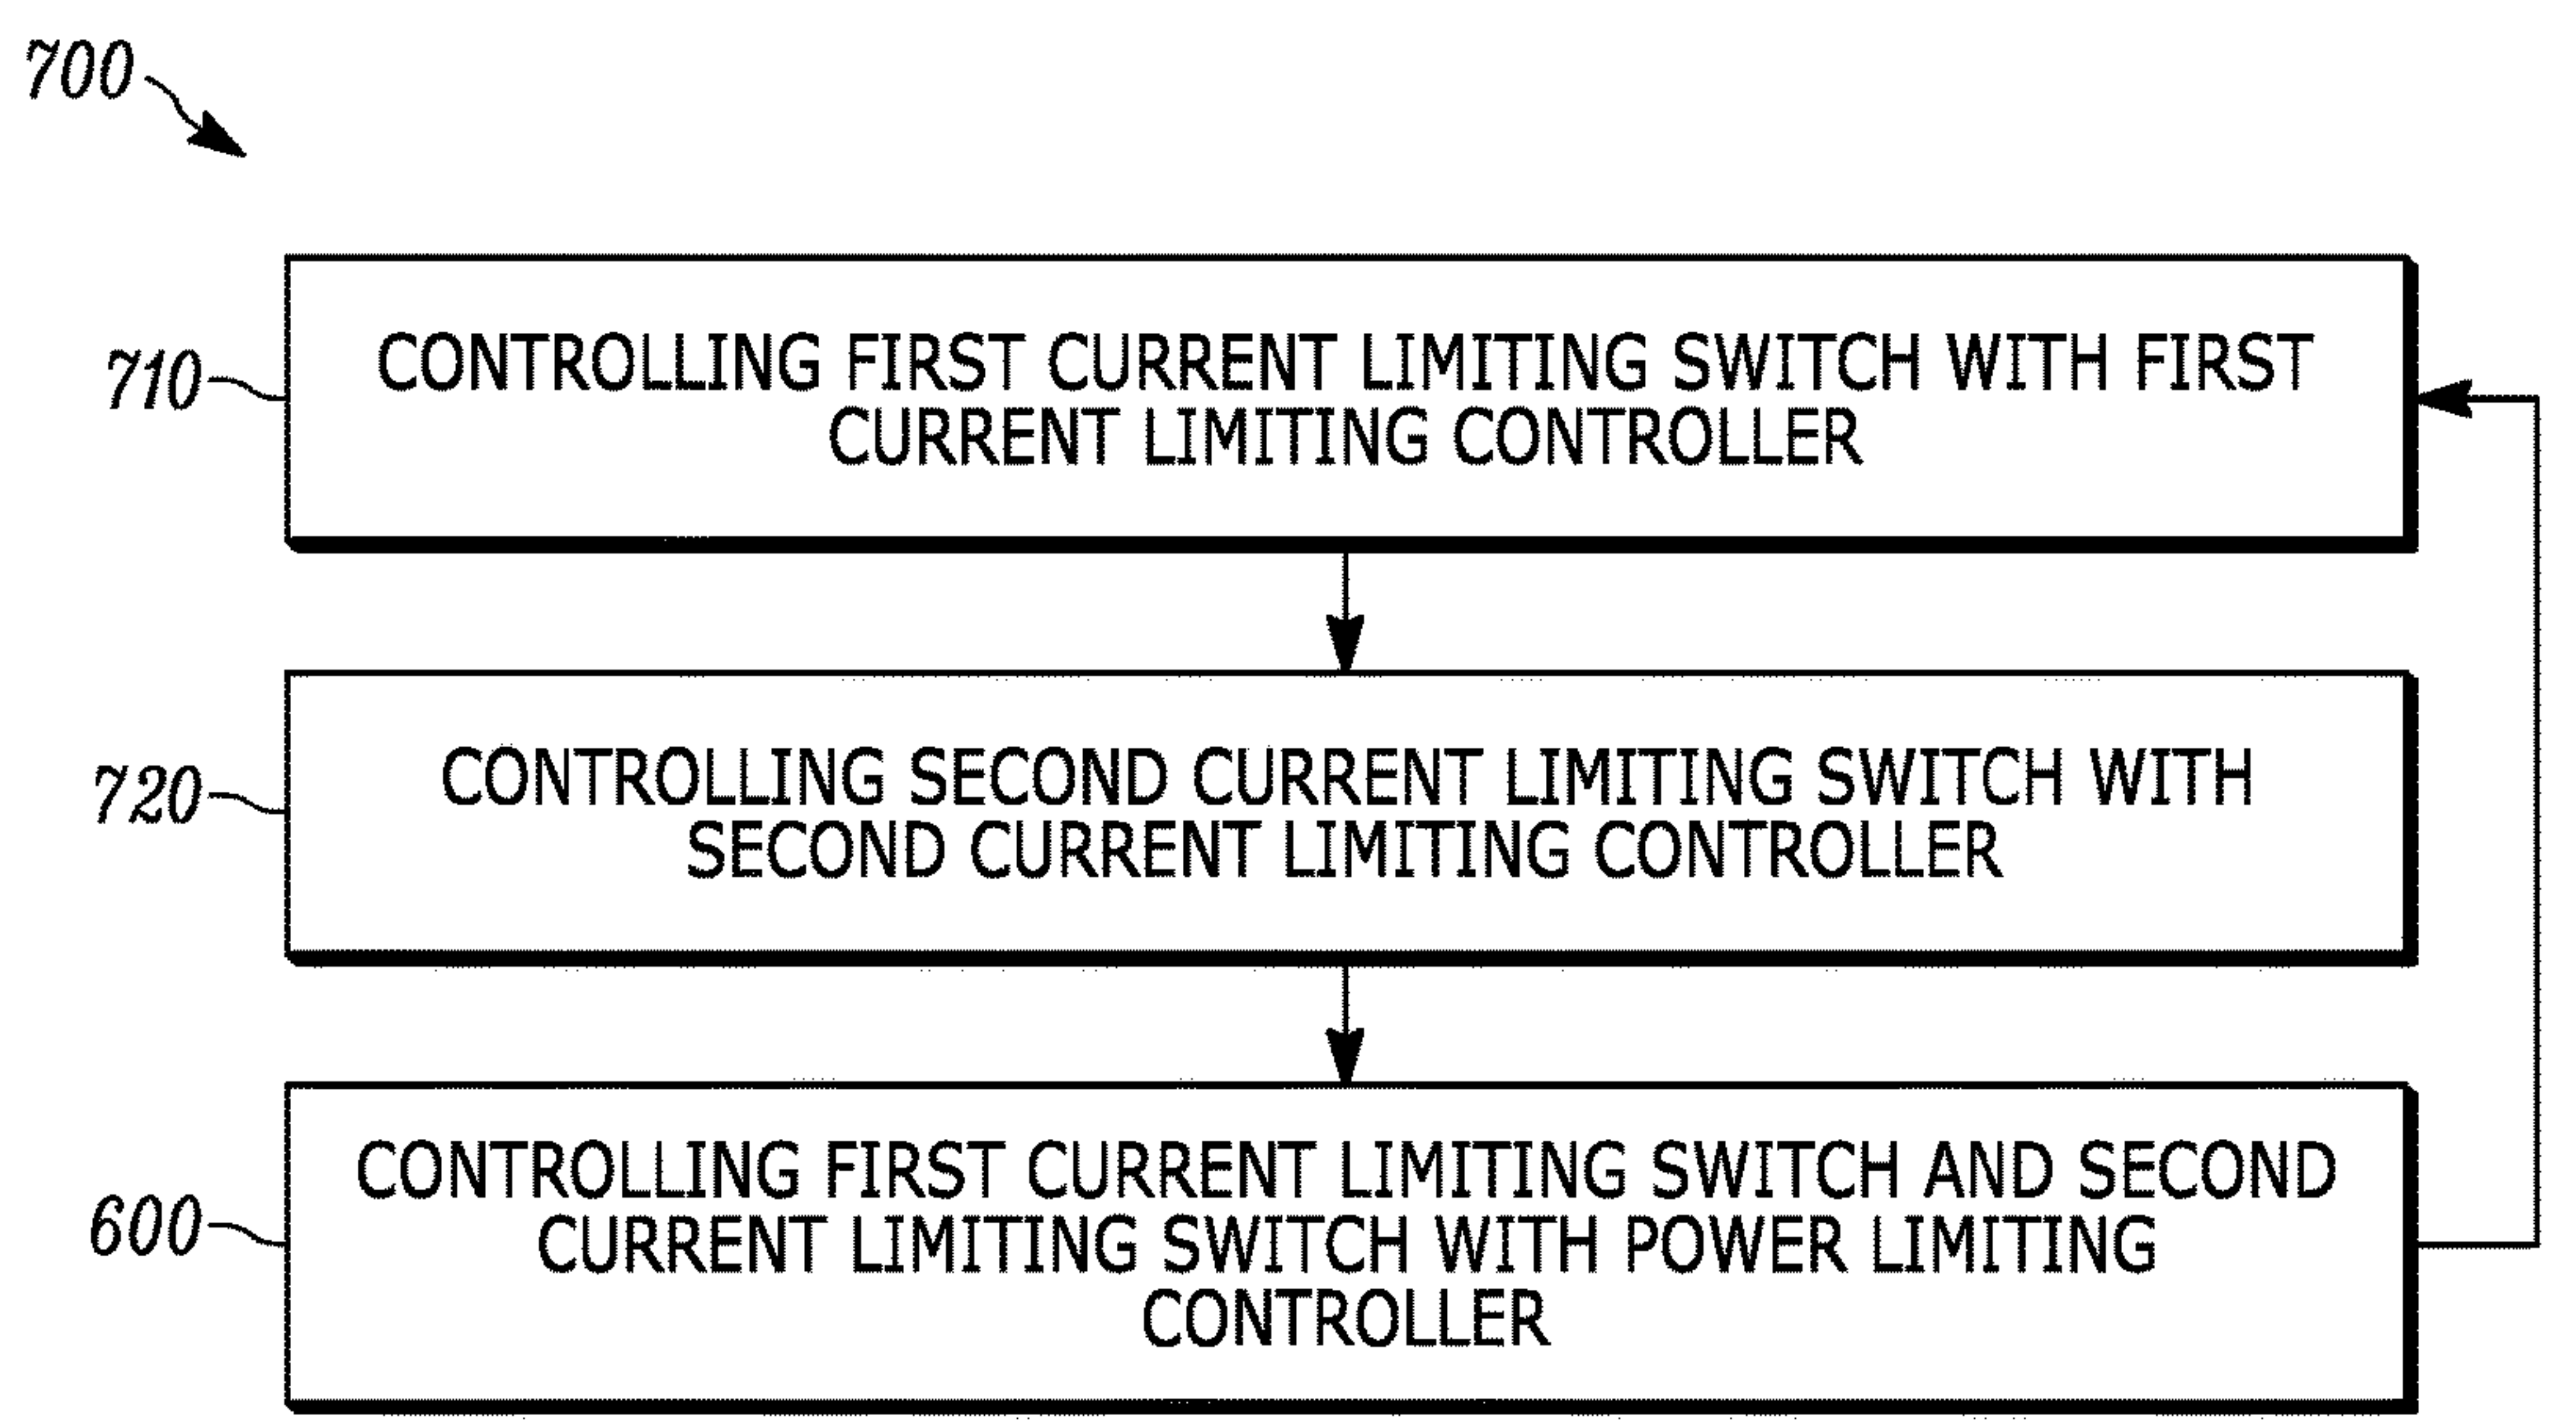 700
710
CONTROLLING FIRST CURRENT LIMITING SWITCH WITH FIRST
CURRENT LIMITING CONTROLLER
720
CONTROLLING SECOND CURRENT LIMITING SWITCH WITH
SECOND CURRENT LIMITING CONTROLLER
600
CONTROLLING FIRST CURRENT LIMITING SWITCH AND SECOND
CURRENT LIMITING SWITCH WITH POWER LIMITING
CONTROLLER